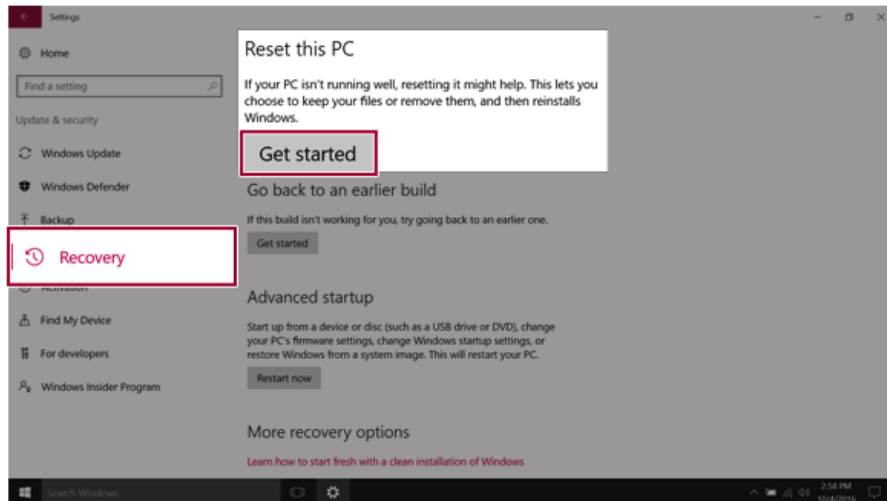 Settings
Home
Find a setting
Update & security
Windows Update
Windows Defender
Backup
Recovery
Activation
Find My Device
For developers
Windows Insider Program
Reset this PC
If your PC isn't running well, resetting it might help. This lets you
choose to keep your files or remove them, and then reinstalls
Windows.
Get started
Go back to an earlier build
If this build isn't working for you, try going back to an earlier one.
Get started
Advanced startup
Start up from a device or disc (such as a USB drive or DVD), change
your PC's firmware settings, change Windows startup settings, or
restore Windows from a system image. This will restart your PC.
Restart now
More recovery options
Learn how to start fresh with a clean installation of Windows
Search Windows
2:58 PM
10/4/2016